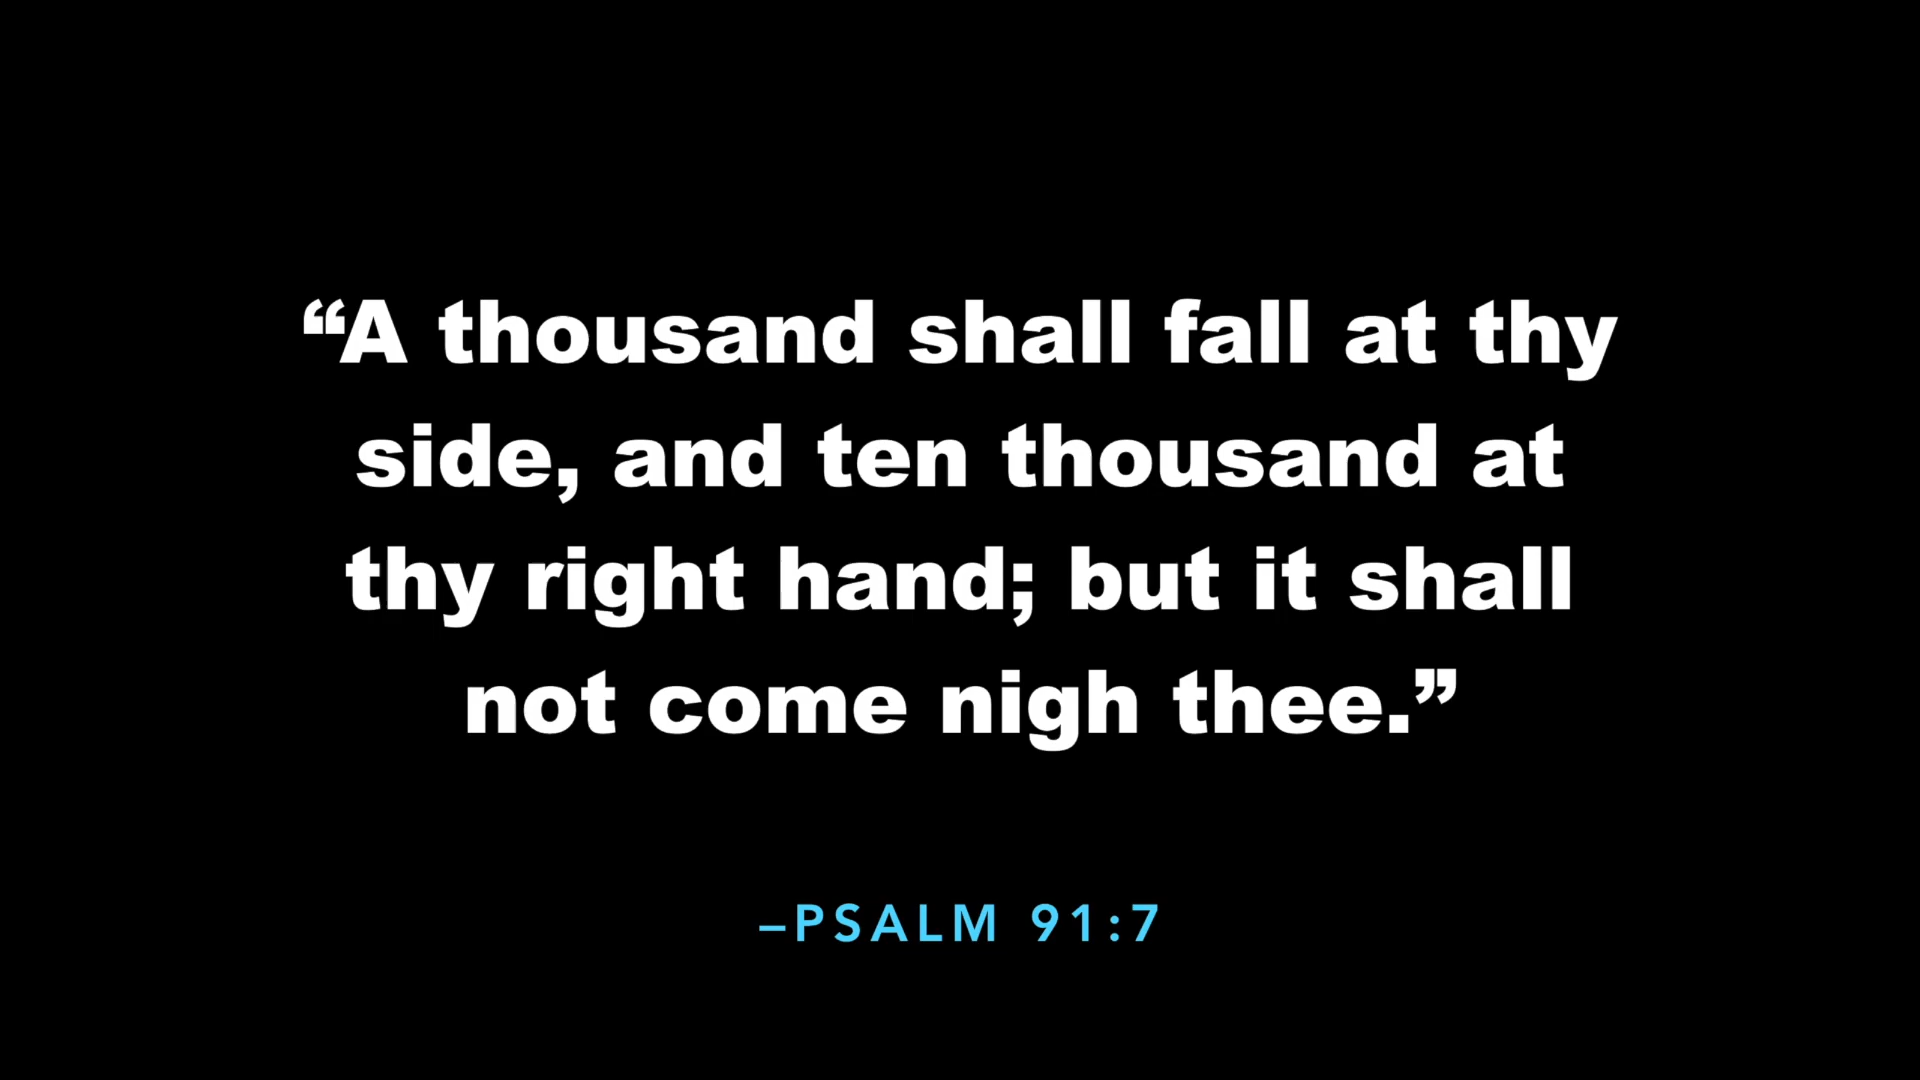 “A thousand shall fall at thy
side, and ten thousand at
thy right hand; but it shall
not come nigh thee.”
–PSALM 91:7